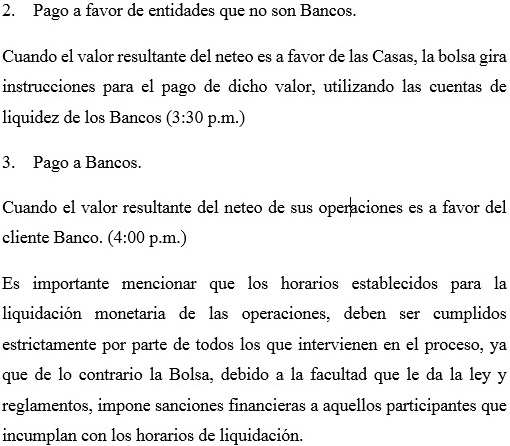 2. Pago a favor de entidades que no son Bancos.
Cuando el valor resultante del neteo es a favor de las Casas, la bolsa gira
instrucciones para el pago de dicho valor, utilizando las cuentas de
liquidez de los Bancos (3:30 p.m.)
3. Pago a Bancos.
Cuando el valor resultante del neteo de sus operaciones es a favor del
cliente Banco. (4:00 p.m.)
Es importante mencionar que los horarios establecidos para la
liquidación monetaria de las operaciones, deben ser cumplidos
estrictamente por parte de todos los que intervienen en el proceso, ya
que de lo contrario la Bolsa, debido a la facultad que le da la ley y
reglamentos, impone sanciones financieras a aquellos participantes que
incumplan con los horarios de liquidación.